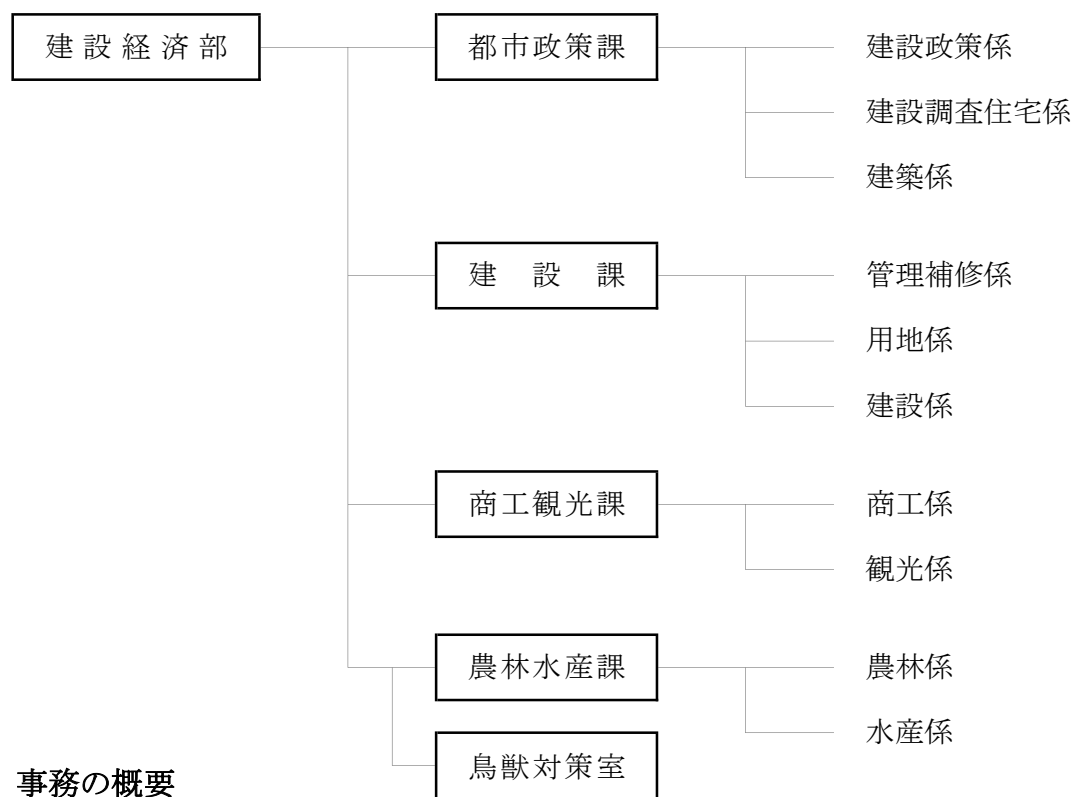 建設経済部
都市政策課
建設政策係
建設調査住宅係
建築係
建設課
管理補修係
用地係
建設係
商工観光課
商工係
観光係
農林水産課
農林係
水産係
鳥獣対策室
事務の概要